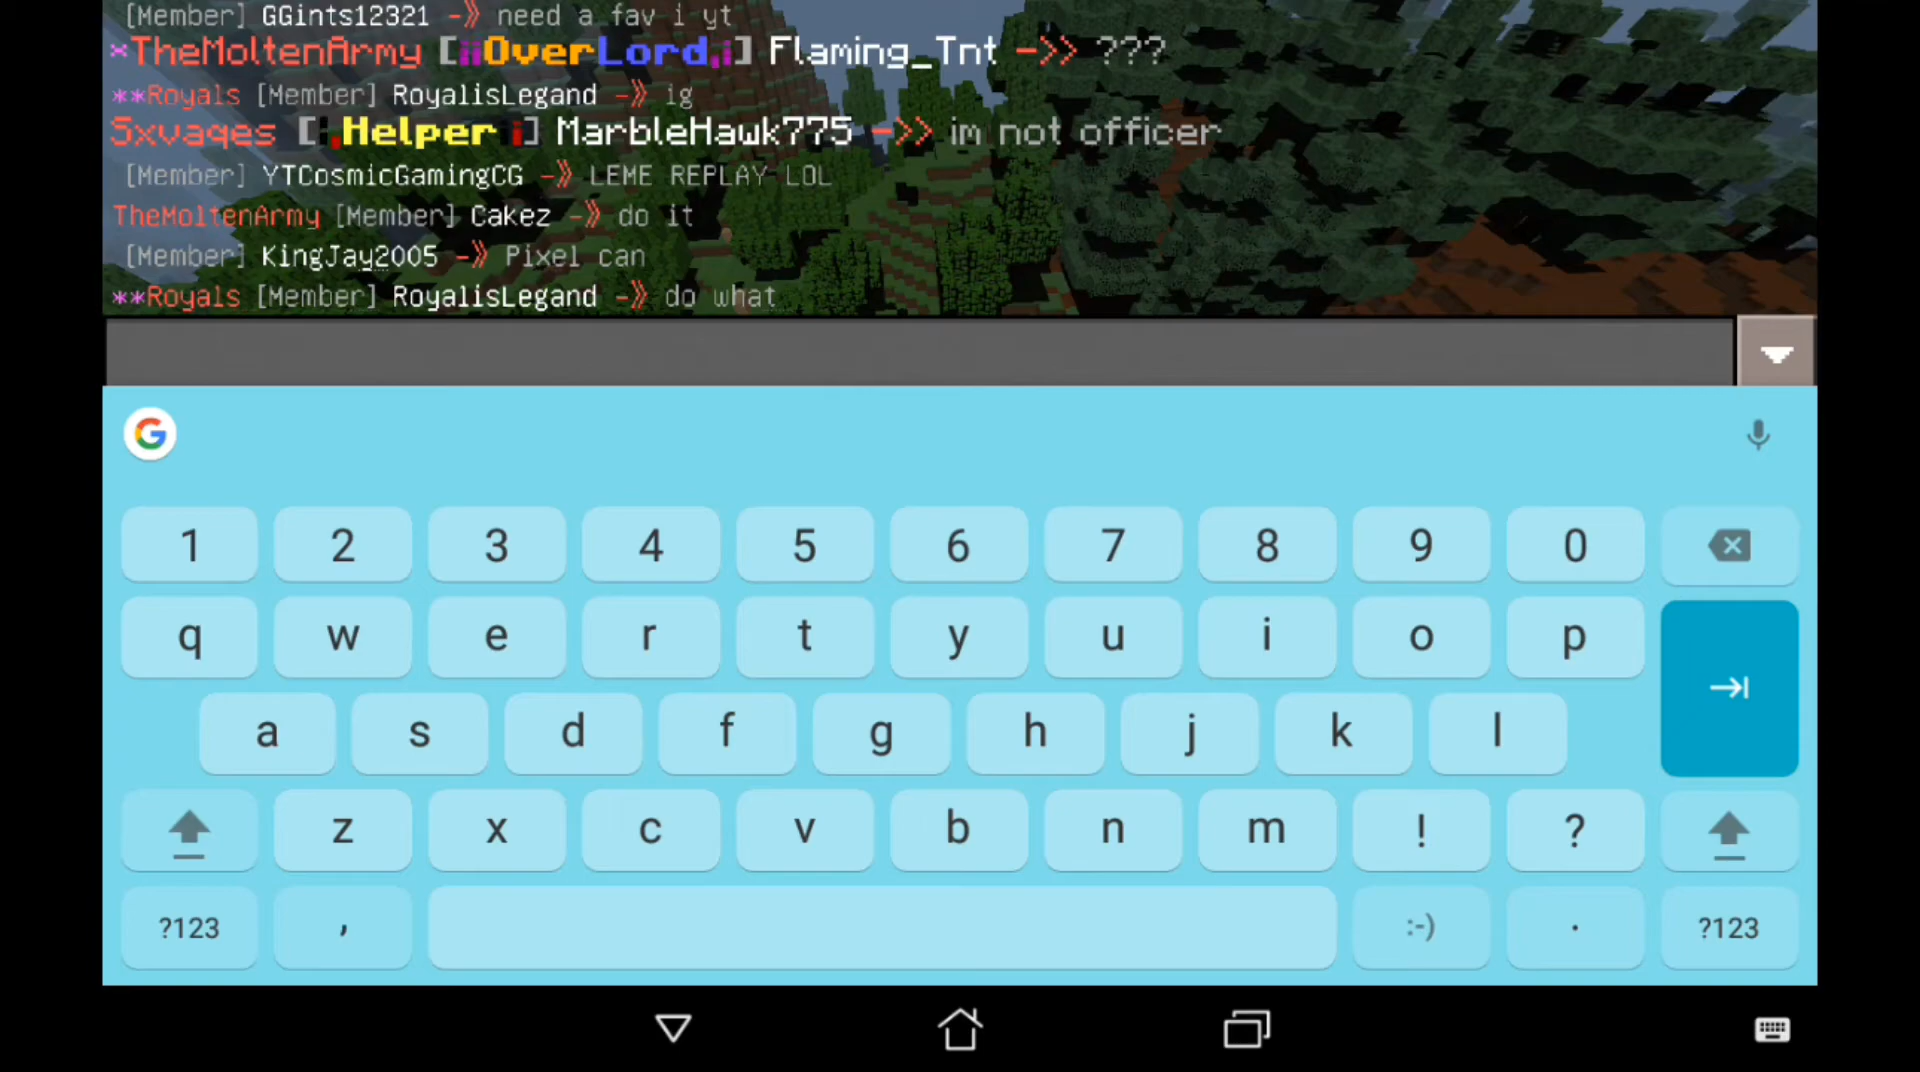 [Member] GGints12321 -》 need a fav i yt
×TheMoltenArmy [¡¡OverLord¡¡] Flaming_Tnt ->> ???
**Royals [Member] RoyalisLegand -》 ig
Sxvages [¡Helper¡] MarbleHawk775 ->> im not officer
[Member] YTCosmicGamingCG -》 LEME REPLAY LOL
TheMoltenArmy [Member] Cakez -》 do it
[Member] KingJay2005 -》 Pixel can
**Royals [Member] RoyalisLegand -》 do what
G
1 2 3 4 5 6 7 8 9 0
q w e r t y u i o p
a s d f g h j k l
z x c v b n m ! ?
?123 , :-) . ?123